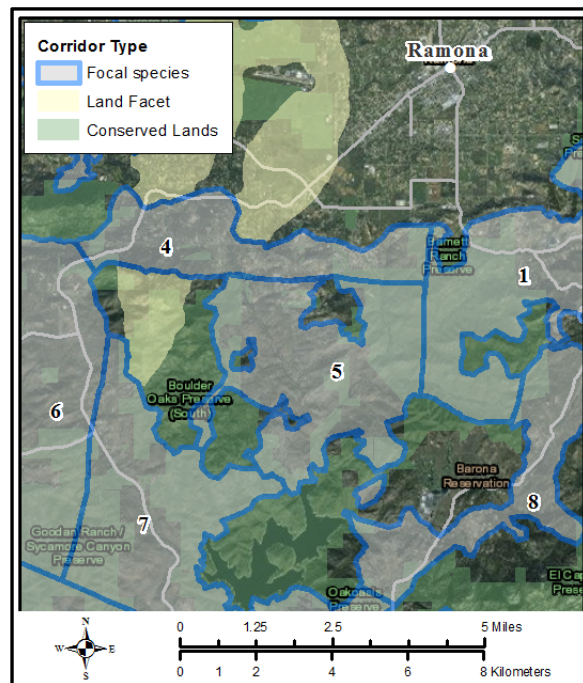 Corridor Type
Focal species
Land Facet
Conserved Lands
Ramona
4
Barnett
Ranch
Preserve
1
5
Boulder
Oaks Preserve
(South)
6
Barona
Reservation
8
7
Goodan Ranch /
Sycamore Canyon
Preserve
El Cap
Prese
Oakoasis
Preserve
N
W
E
S
0 1.25 2.5 5 Miles
0 1 2 4 6 8 Kilometers